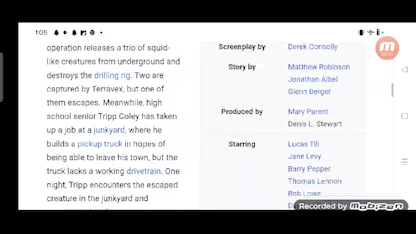 1:05
operation releases a trio of squid-
like creatures from underground and
destroys the drilling rig. Two are
captured by Terravex, but one of
them escapes. Meanwhile, high
school senior Tripp Coley has taken
up a job at a junkyard, where he
builds a pickup truck in hopes of
being able to leave his town, but the
truck lacks a working drivetrain. One
night, Tripp encounters the escaped
creature in the junkyard and
Screenplay by Derek Connolly
Story by Matthew Robinson
Jonathan Aibel
Glenn Berger
Produced by Mary Parent
Denis L. Stewart
Starring Lucas Till
Jane Levy
Barry Pepper
Thomas Lennon
Rob Lowe
Recorded by MOBIZEN